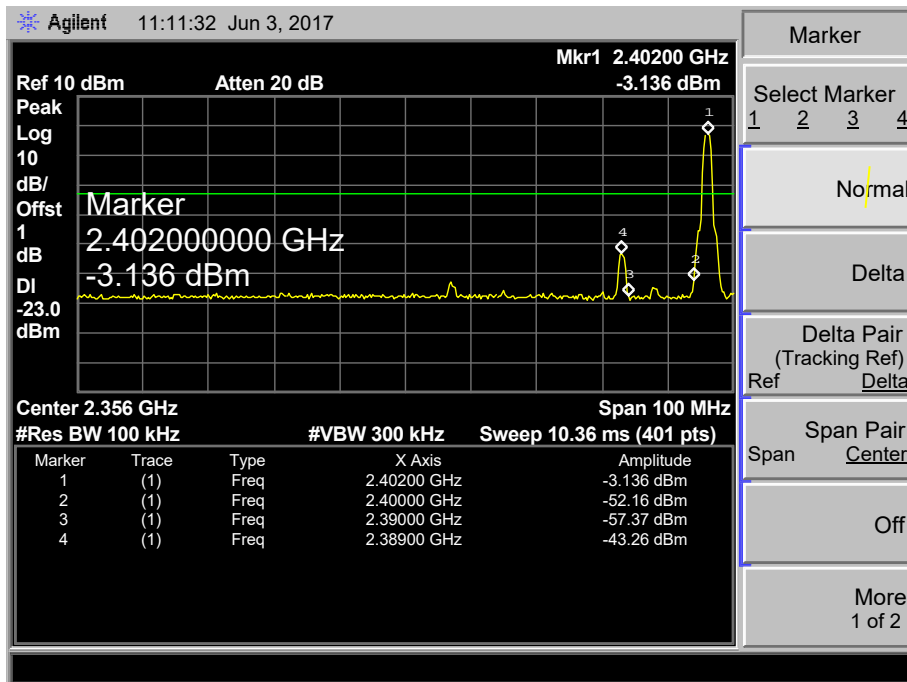 Agilent 11:11:32 Jun 3, 2017
Mkr1 2.40200 GHz
Ref 10 dBm Atten 20 dB -3.136 dBm
Peak
Log
10
dB/
Offst
1
dB
DI
-23.0
dBm
1
4
3
2
Marker
2.402000000 GHz
-3.136 dBm
Center 2.356 GHz Span 100 MHz
#Res BW 100 kHz #VBW 300 kHz Sweep 10.36 ms (401 pts)
Marker Trace Type X Axis Amplitude
1 (1) Freq 2.40200 GHz -3.136 dBm
2 (1) Freq 2.40000 GHz -52.16 dBm
3 (1) Freq 2.39000 GHz -57.37 dBm
4 (1) Freq 2.38900 GHz -43.26 dBm
Marker
Select Marker
1 2 3 4
Normal
Delta
Delta Pair
(Tracking Ref)
Ref Delta
Span Pair
Span Center
Off
More
1 of 2